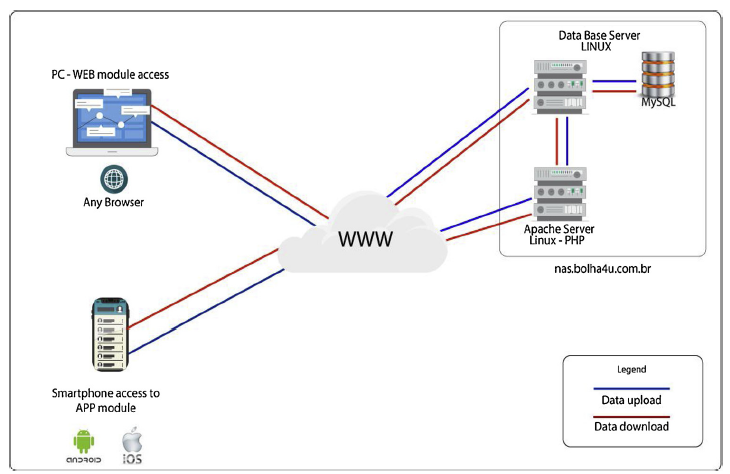 PC - WEB module access
Any Browser
Data Base Server
LINUX
MySQL
WWW
Apache Server
Linux - PHP
nas.bolha4u.com.br
Smartphone access to
APP module
ANDROID
iOS
Legend
Data upload
Data download